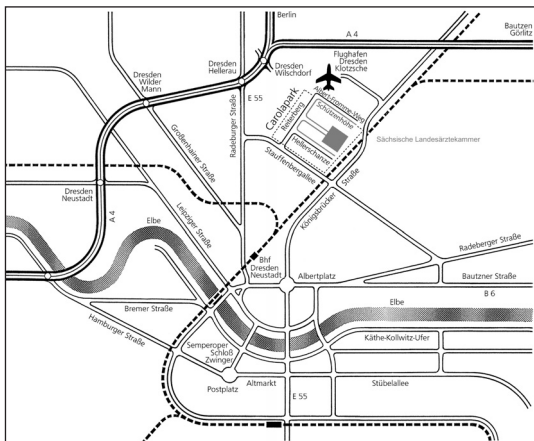 Berlin
A 4
Bautzen
Görlitz
Flughafen
Dresden
Klotzsche
Dresden
Hellerau
Dresden
Wilschdorf
Dresden
Wilder
Mann
E 55
Carolapark
Reiterberg
Albert-Fromme-Weg
Schützenhöhe
Hellerschanze
Sächsische Landesärztekammer
Großenhainer Straße
Radeburger Straße
Stauffenbergallee
Königsbrücker
Straße
Dresden
Neustadt
A 4
Elbe
Leipziger Straße
Radeberger Straße
Bhf
Dresden
Neustadt
Albertplatz
Bautzner Straße
B 6
Bremer Straße
Elbe
Hamburger Straße
Käthe-Kollwitz-Ufer
Semperoper
Schloß
Zwinger
Postplatz
Altmarkt
Stübelallee
E 55